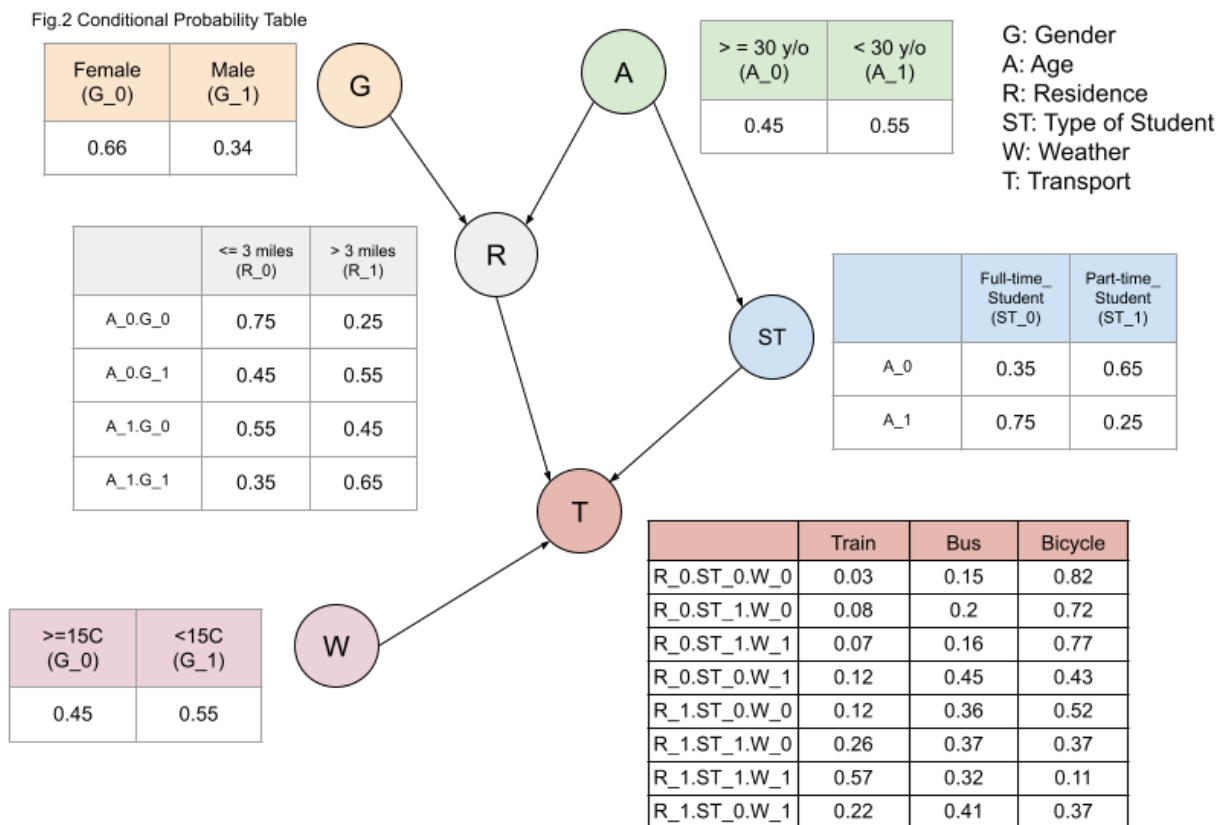 Fig.2 Conditional Probability Table
Female (G_0) Male (G_1)
0.66 0.34
G
A
> = 30 y/o (A_0) < 30 y/o (A_1)
0.45 0.55
G: Gender
A: Age
R: Residence
ST: Type of Student
W: Weather
T: Transport
<= 3 miles (R_0) > 3 miles (R_1)
A_0.G_0 0.75 0.25
A_0.G_1 0.45 0.55
A_1.G_0 0.55 0.45
A_1.G_1 0.35 0.65
R
ST
Full-time_ Student (ST_0) Part-time_ Student (ST_1)
A_0 0.35 0.65
A_1 0.75 0.25
T
Train Bus Bicycle
R_0.ST_0.W_0 0.03 0.15 0.82
R_0.ST_1.W_0 0.08 0.2 0.72
R_0.ST_1.W_1 0.07 0.16 0.77
R_0.ST_0.W_1 0.12 0.45 0.43
R_1.ST_0.W_0 0.12 0.36 0.52
R_1.ST_1.W_0 0.26 0.37 0.37
R_1.ST_1.W_1 0.57 0.32 0.11
R_1.ST_0.W_1 0.22 0.41 0.37
>=15C (G_0) <15C (G_1)
0.45 0.55
W